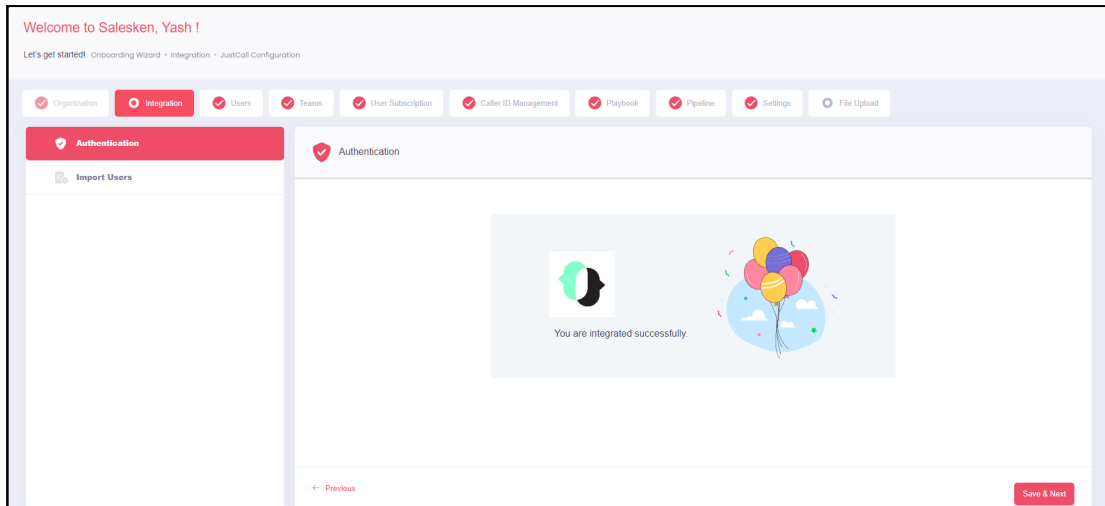 Welcome to Salesken, Yash !
Let's get started! Onboarding Wizard • Integration • JustCall Configuration
Organization Integration Users Teams User Subscription Caller ID Management Playbook Pipeline Settings File Upload
Authentication
Import Users
Authentication
You are integrated successfully.
← Previous
Save & Next